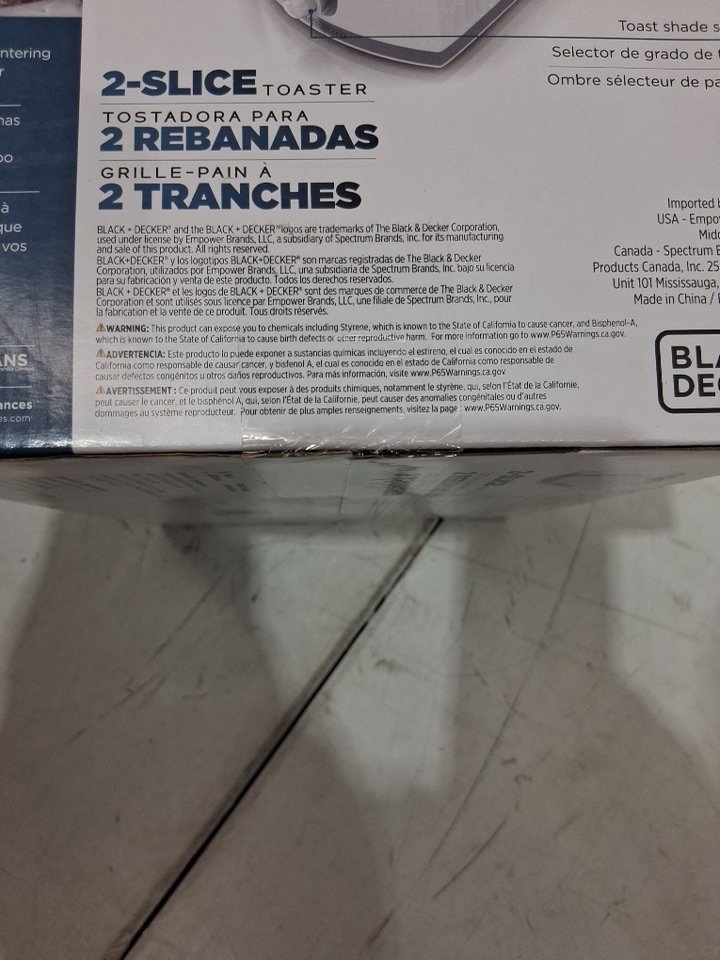 Toast shade s
Selector de grado de t
Ombre sélecteur de pa
ntering
2-SLICE TOASTER
TOSTADORA PARA
2 REBANADAS
GRILLE-PAIN À
2 TRANCHES
à
que
vos
BLACK + DECKER® and the BLACK + DECKER™logos are trademarks of The Black & Decker Corporation,
used under license by Empower Brands, LLC, a subsidiary of Spectrum Brands, Inc. for its manufacturing
and sale of this product. All rights reserved.
BLACK+DECKER® y los logotipos BLACK+DECKER® son marcas registradas de The Black & Decker
Corporation, utilizados por Empower Brands, LLC, una subsidiaria de Spectrum Brands, Inc. bajo su licencia
para su fabricación y venta de este producto. Todos los derechos reservados.
BLACK + DECKER® et les logos de BLACK + DECKER® sont des marques de commerce de The Black & Decker
Corporation et sont utilisés sous licence par Empower Brands, LLC, une filiale de Spectrum Brands, Inc., pour
la fabrication et la vente de ce produit. Tous droits réservés.
⚠WARNING: This product can expose you to chemicals including Styrene, which is known to the State of California to cause cancer, and Bisphenol-A,
which is known to the State of California to cause birth defects or other reproductive harm. For more information go to www.P65Warnings.ca.gov.
⚠ADVERTENCIA: Este producto lo puede exponer a sustancias químicas incluyendo el estireno, el cual es conocido en el estado de
California como responsable de causar cancer, y bisfenol A, el cual es conocido en el estado de California como responsable de
causar defectos congénitos u otros daños reproductivos. Para más información, visite www.P65Warnings.ca.gov
⚠AVERTISSEMENT : Ce produit peut vous exposer à des produits chimiques, notamment le styrène, qui, selon l'État de la Californie,
peut causer le cancer, et le bisphénol A, qui, selon l'État de la Californie, peut causer des anomalies congénitales ou d'autres
dommages au système reproducteur. Pour obtenir de plus amples renseignements, visitez la page : www.P65Warnings.ca.gov.
Imported b
USA - Empo
Midd
Canada - Spectrum B
Products Canada, Inc. 25
Unit 101 Mississauga,
Made in China /
BLA
DEC
ANS
ances
es.com